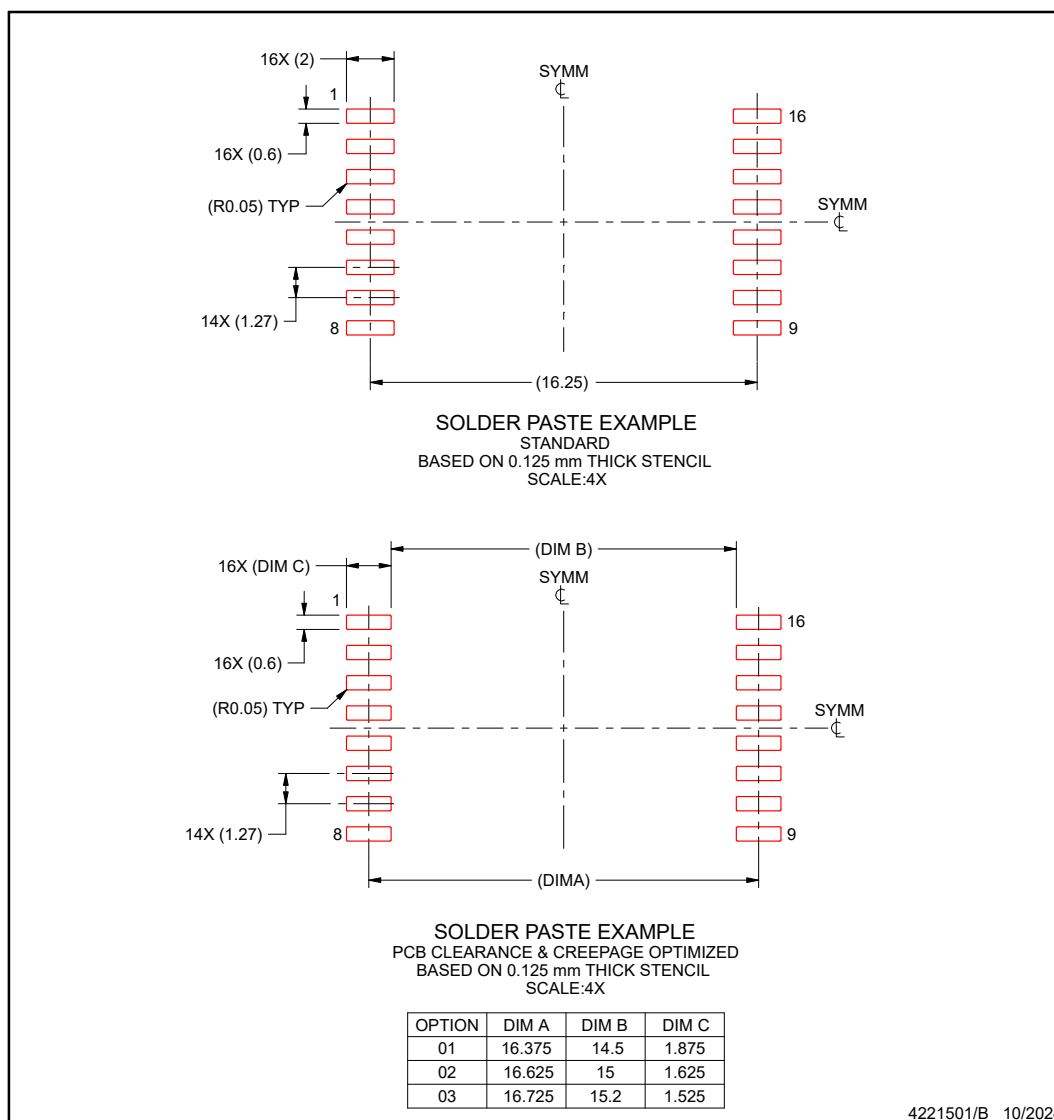 16X (2)
SYMM
℄
1
16
16X (0.6)
(R0.05) TYP
SYMM
℄
14X (1.27)
8
9
(16.25)
SOLDER PASTE EXAMPLE
STANDARD
BASED ON 0.125 mm THICK STENCIL
SCALE:4X
(DIM B)
16X (DIM C)
SYMM
℄
1
16
16X (0.6)
(R0.05) TYP
SYMM
℄
14X (1.27)
8
9
(DIMA)
SOLDER PASTE EXAMPLE
PCB CLEARANCE & CREEPAGE OPTIMIZED
BASED ON 0.125 mm THICK STENCIL
SCALE:4X
OPTION DIM A DIM B DIM C
01 16.375 14.5 1.875
02 16.625 15 1.625
03 16.725 15.2 1.525
4221501/B